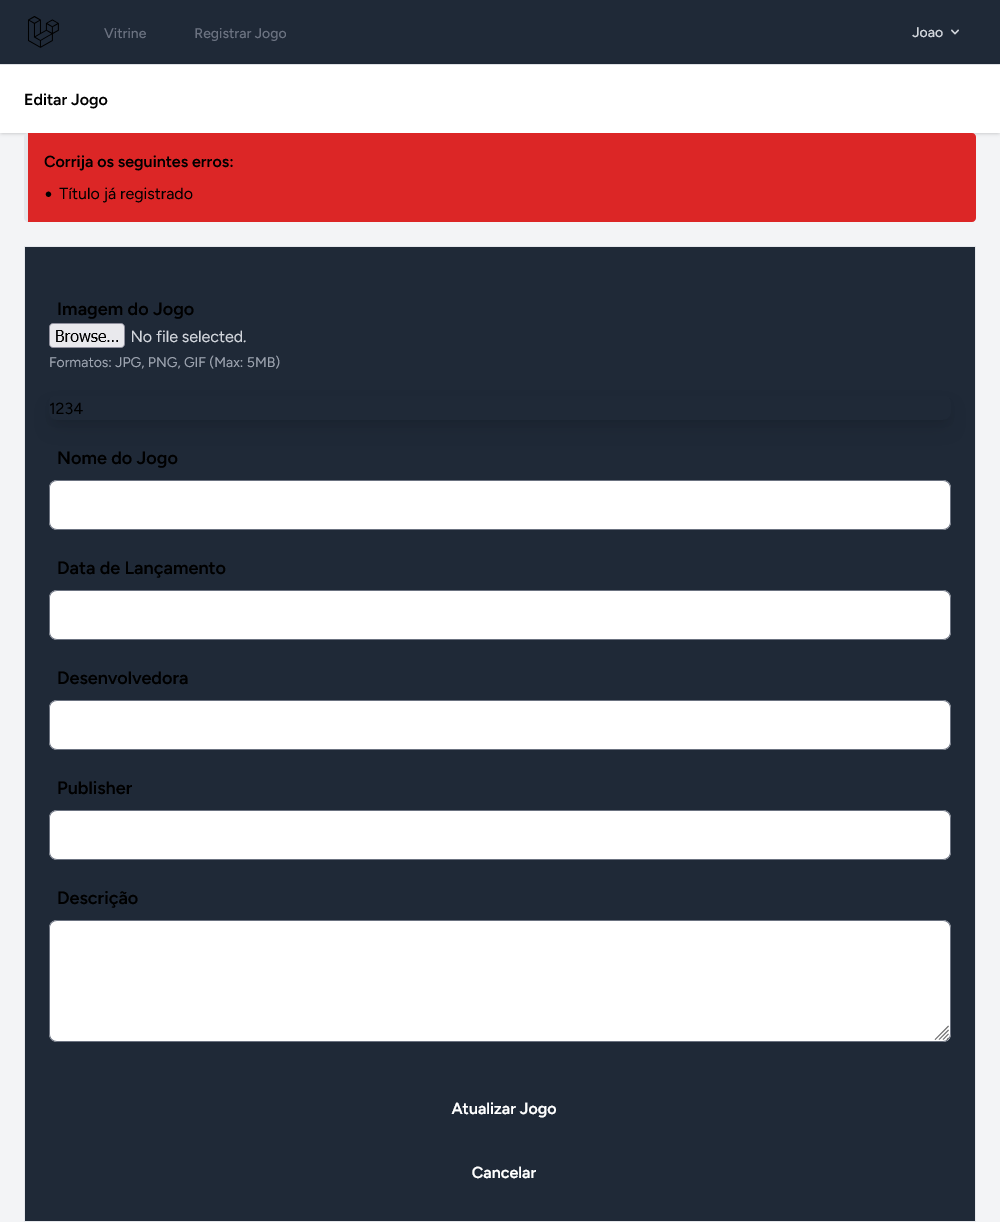 Vitrine Registrar Jogo Joao
Editar Jogo
Corrija os seguintes erros:
• Título já registrado
Imagem do Jogo
Browse... No file selected.
Formatos: JPG, PNG, GIF (Max: 5MB)
1234
Nome do Jogo
Data de Lançamento
Desenvolvedora
Publisher
Descrição
Atualizar Jogo
Cancelar